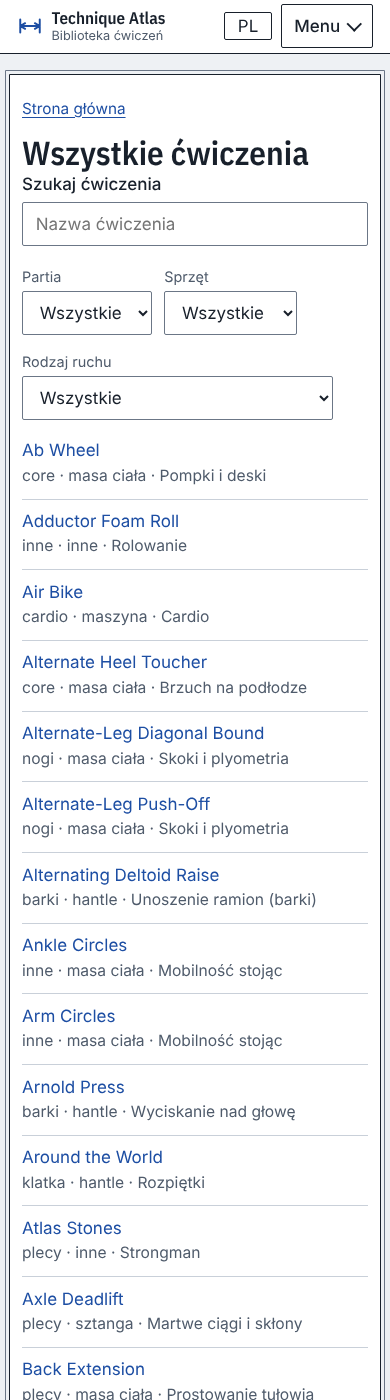 Technique Atlas
Biblioteka ćwiczeń
PL
Menu
Strona główna
Wszystkie ćwiczenia
Szukaj ćwiczenia
Nazwa ćwiczenia
Partia
Sprzęt
Wszystkie
Wszystkie
Rodzaj ruchu
Wszystkie
Ab Wheel
core · masa ciała · Pompki i deski
Adductor Foam Roll
inne · inne · Rolowanie
Air Bike
cardio · maszyna · Cardio
Alternate Heel Toucher
core · masa ciała · Brzuch na podłodze
Alternate-Leg Diagonal Bound
nogi · masa ciała · Skoki i plyometria
Alternate-Leg Push-Off
nogi · masa ciała · Skoki i plyometria
Alternating Deltoid Raise
barki · hantle · Unoszenie ramion (barki)
Ankle Circles
inne · masa ciała · Mobilność stojąc
Arm Circles
inne · masa ciała · Mobilność stojąc
Arnold Press
barki · hantle · Wyciskanie nad głowę
Around the World
klatka · hantle · Rozpiętki
Atlas Stones
plecy · inne · Strongman
Axle Deadlift
plecy · sztanga · Martwe ciągi i skłony
Back Extension
plecy · masa ciała · Prostowanie tułowia